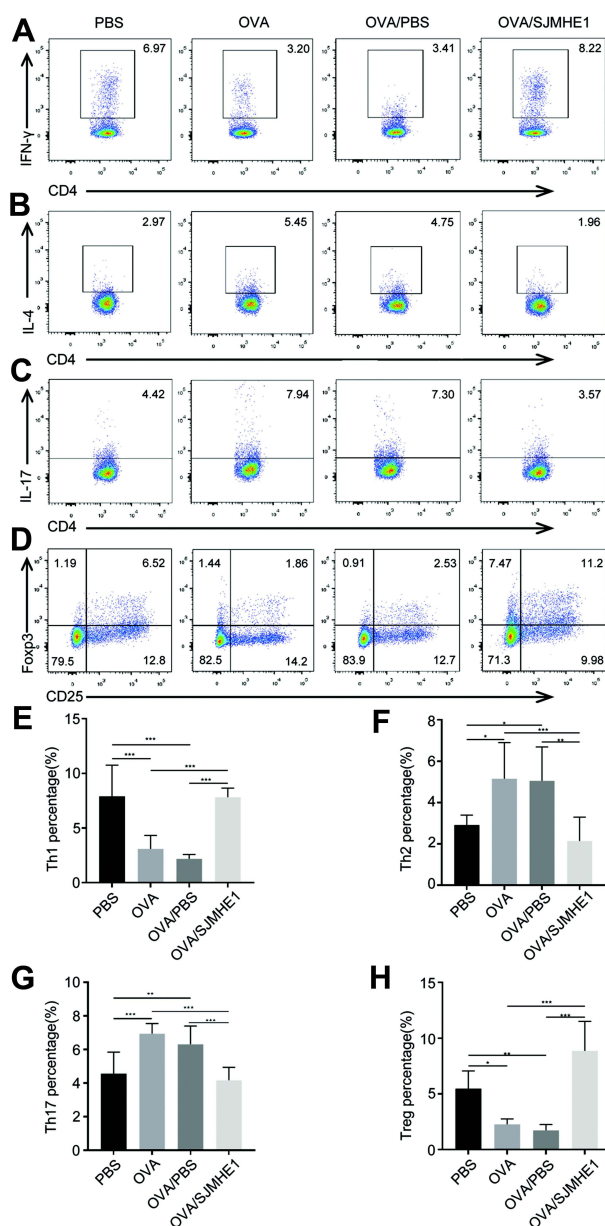 A
PBS
OVA
OVA/PBS
OVA/SJMHE1
6.97
3.20
3.41
8.22
IFN-γ
CD4
B
2.97
5.45
4.75
1.96
IL-4
CD4
C
4.42
7.94
7.30
3.57
IL-17
CD4
D
1.19 6.52
1.44 1.86
0.91 2.53
7.47 11.2
79.5 12.8
82.5 14.2
83.9 12.7
71.3 9.98
Foxp3
CD25
E
Th1 percentage(%)
15
10
5
0
***
***
***
***
PBS
OVA
OVA/PBS
OVA/SJMHE1
F
Th2 percentage(%)
8
6
4
2
0
*
***
*
**
PBS
OVA
OVA/PBS
OVA/SJMHE1
G
Th17 percentage(%)
10
8
6
4
2
0
**
***
***
***
PBS
OVA
OVA/PBS
OVA/SJMHE1
H
Treg percentage(%)
15
10
5
0
***
***
**
*
PBS
OVA
OVA/PBS
OVA/SJMHE1